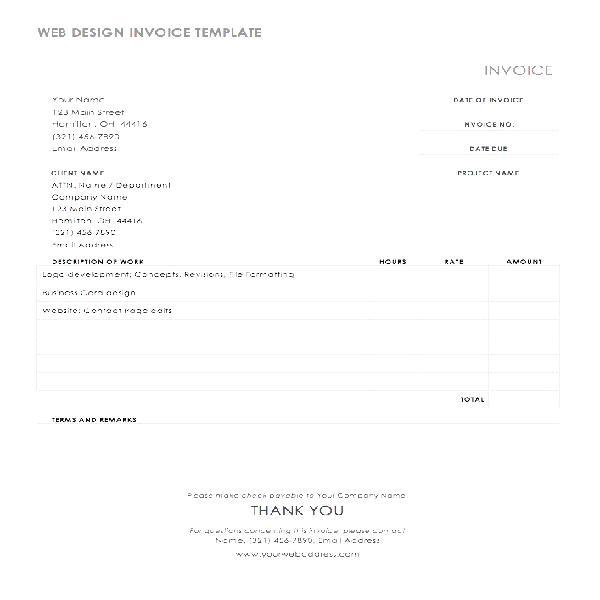 WEB DESIGN INVOICE TEMPLATE
INVOICE
Your Name
DATE OF INVOICE
123 Main Street
Hamilton, OH 44416
INVOICE NO.
(321) 456-7890
Email Address
DATE DUE
CLIENT NAME
PROJECT NAME
ATTN: Name / Department
Company Name
123 Main Street
Hamilton, OH 44416
(321) 456-7890
Email Address
DESCRIPTION OF WORK HOURS RATE AMOUNT
Logo development: Concepts, Revisions, File Formatting
Business Card design
Website: Contact Page edits
TOTAL
TERMS AND REMARKS
Please make check payable to Your Company Name.
THANK YOU
For questions concerning this invoice, please contact
Name, (321) 456-7890, Email Address
www.yourwebaddress.com